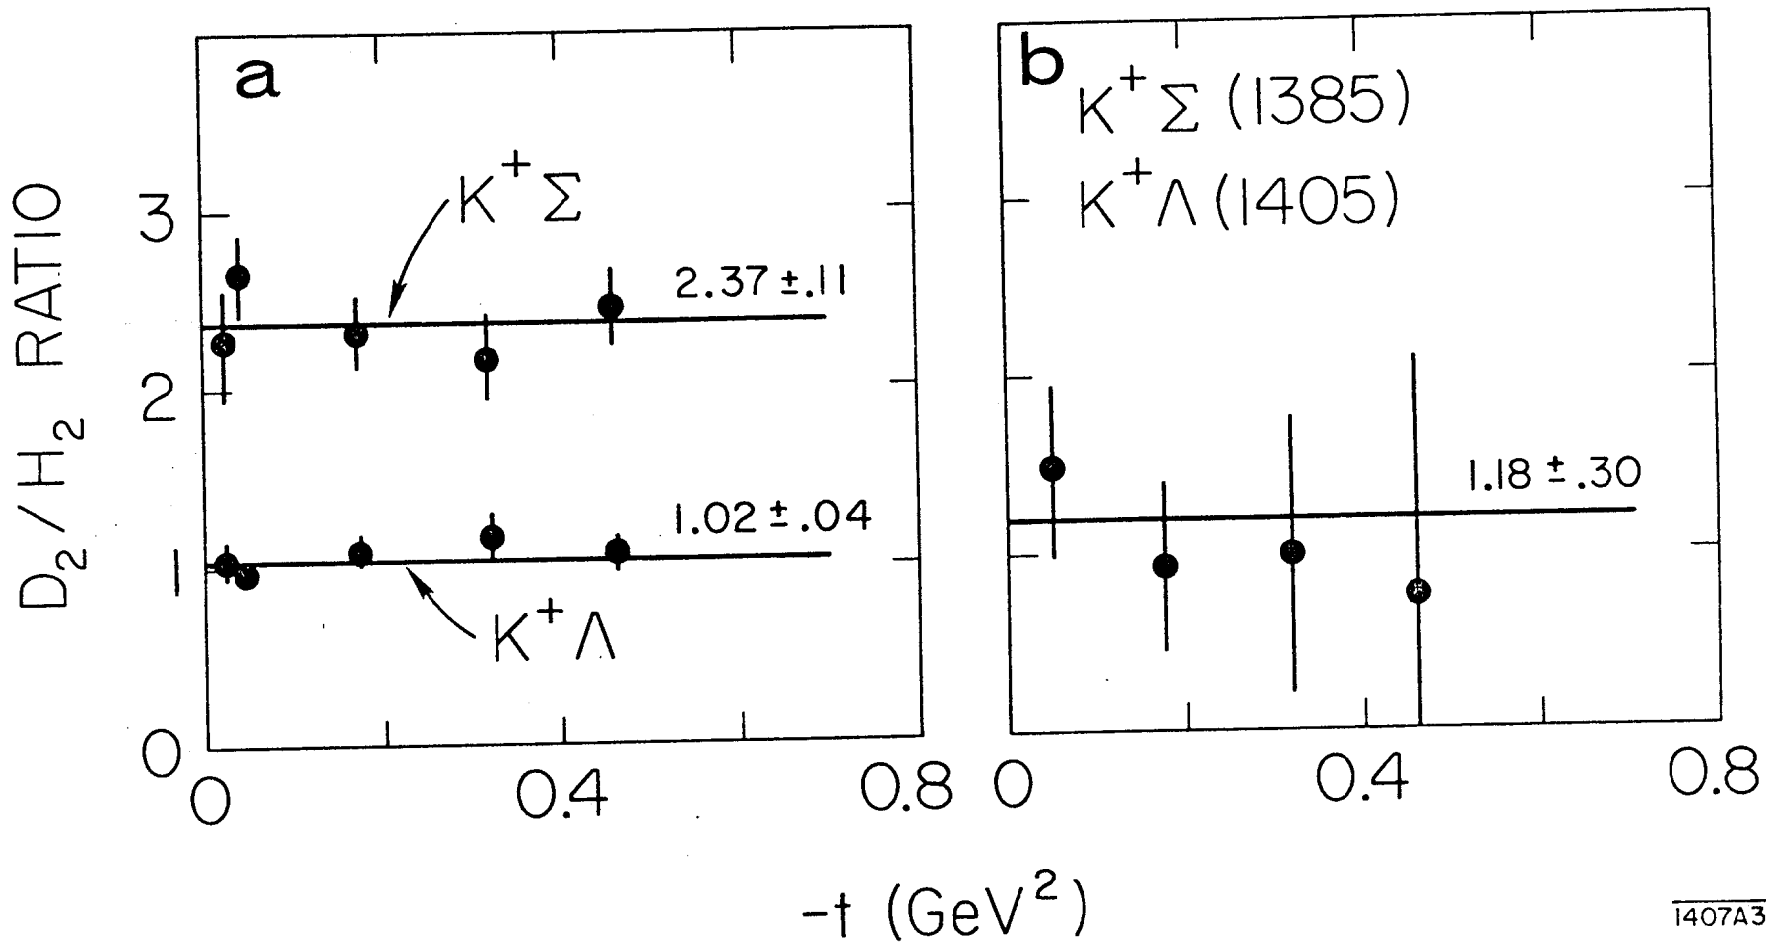 a
K⁺Σ
2.37 ±.11
1.02 ±.04
K⁺Λ
b
K⁺Σ (1385)
K⁺Λ (1405)
1.18 ±.30
D₂/H₂ RATIO
3
2
1
0
0 0.4 0.8
0 0.4 0.8
-t (GeV²)
1407A3